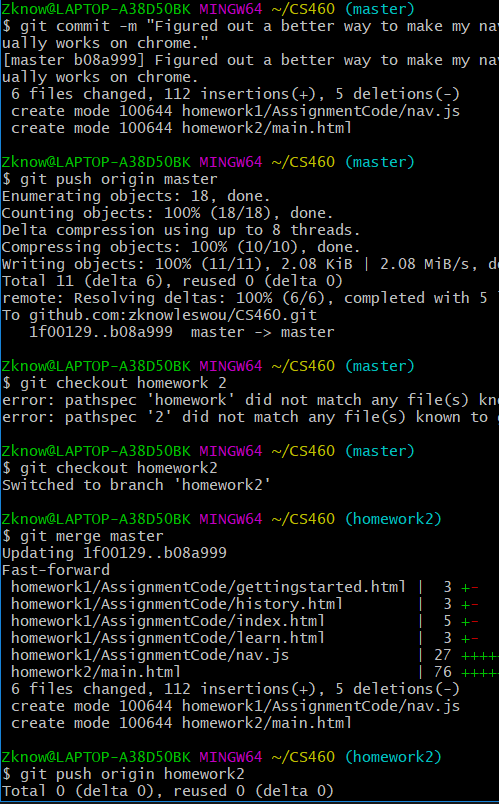 Zknow@LAPTOP-A38D50BK MINGW64 ~/CS460 (master)
$ git commit -m "Figured out a better way to make my nav
ually works on chrome."
[master b08a999] Figured out a better way to make my nav
ually works on chrome.
 6 files changed, 112 insertions(+), 5 deletions(-)
 create mode 100644 homework1/AssignmentCode/nav.js
 create mode 100644 homework2/main.html

Zknow@LAPTOP-A38D50BK MINGW64 ~/CS460 (master)
$ git push origin master
Enumerating objects: 18, done.
Counting objects: 100% (18/18), done.
Delta compression using up to 8 threads.
Compressing objects: 100% (10/10), done.
Writing objects: 100% (11/11), 2.08 KiB | 2.08 MiB/s, do
Total 11 (delta 6), reused 0 (delta 0)
remote: Resolving deltas: 100% (6/6), completed with 5
To github.com:zknowleswou/CS460.git
   1f00129..b08a999  master -> master

Zknow@LAPTOP-A38D50BK MINGW64 ~/CS460 (master)
$ git checkout homework 2
error: pathspec 'homework' did not match any file(s) kno
error: pathspec '2' did not match any file(s) known to

Zknow@LAPTOP-A38D50BK MINGW64 ~/CS460 (master)
$ git checkout homework2
Switched to branch 'homework2'

Zknow@LAPTOP-A38D50BK MINGW64 ~/CS460 (homework2)
$ git merge master
Updating 1f00129..b08a999
Fast-forward
 homework1/AssignmentCode/gettingstarted.html |  3 +-
 homework1/AssignmentCode/history.html        |  3 +-
 homework1/AssignmentCode/index.html          |  5 +-
 homework1/AssignmentCode/learn.html          |  3 +-
 homework1/AssignmentCode/nav.js              | 27 ++++
 homework2/main.html                          | 76 ++++
 6 files changed, 112 insertions(+), 5 deletions(-)
 create mode 100644 homework1/AssignmentCode/nav.js
 create mode 100644 homework2/main.html

Zknow@LAPTOP-A38D50BK MINGW64 ~/CS460 (homework2)
$ git push origin homework2
Total 0 (delta 0), reused 0 (delta 0)